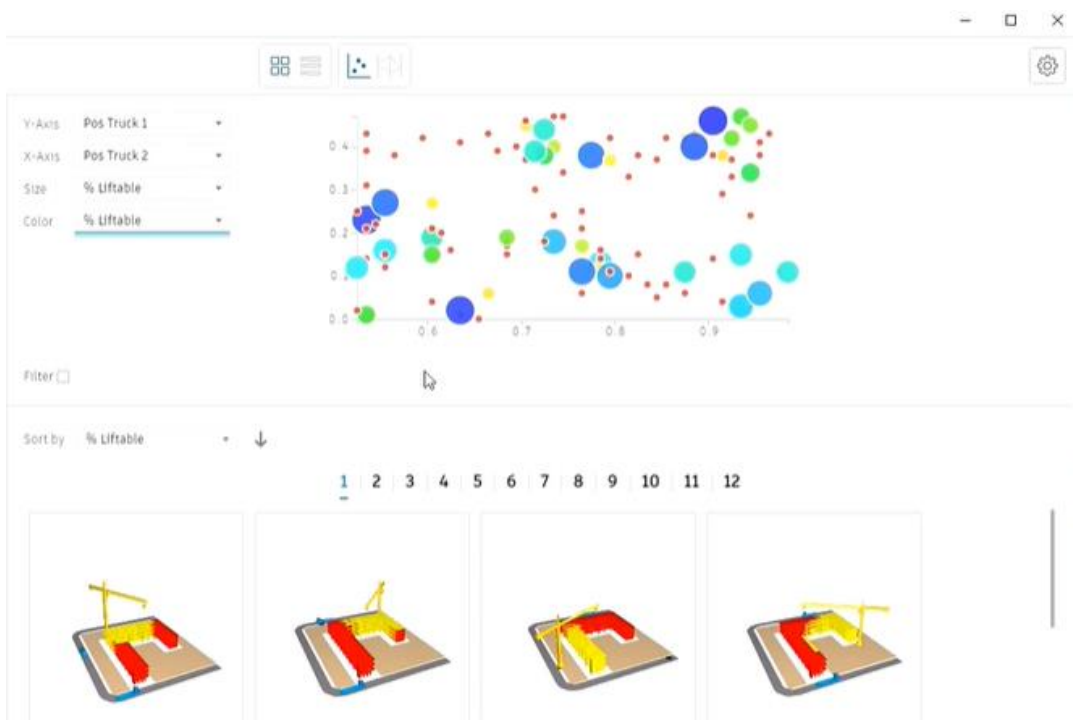 Y-Axis Pos Truck 1
X-Axis Pos Truck 2
Size % Liftable
Color % Liftable
0.4
0.3
0.2
0.0
0.6 0.7 0.8 0.9
Filter
Sort by % Liftable
1 2 3 4 5 6 7 8 9 10 11 12